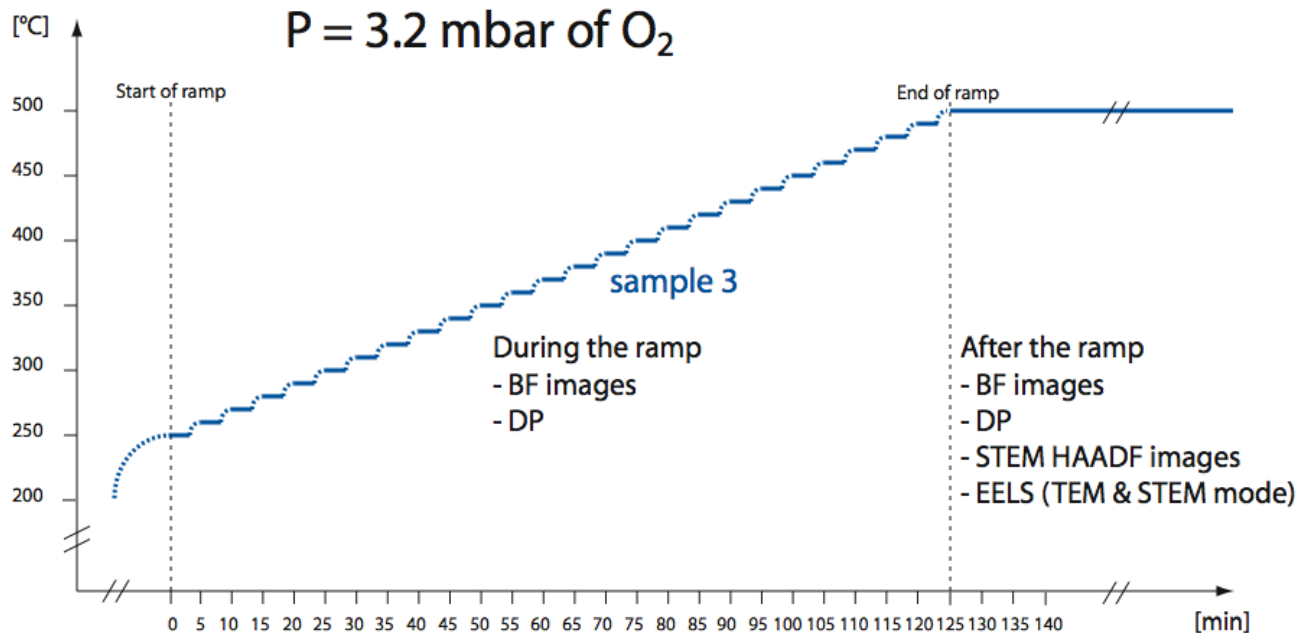 [°C]
P = 3.2 mbar of O₂
Start of ramp
End of ramp
500
450
400
350
300
250
200
sample 3
During the ramp
- BF images
- DP
After the ramp
- BF images
- DP
- STEM HAADF images
- EELS (TEM & STEM mode)
0 5 10 15 20 25 30 35 40 45 50 55 60 65 70 75 80 85 90 95 100 105 110 115 120 125 130 135 140
[min]